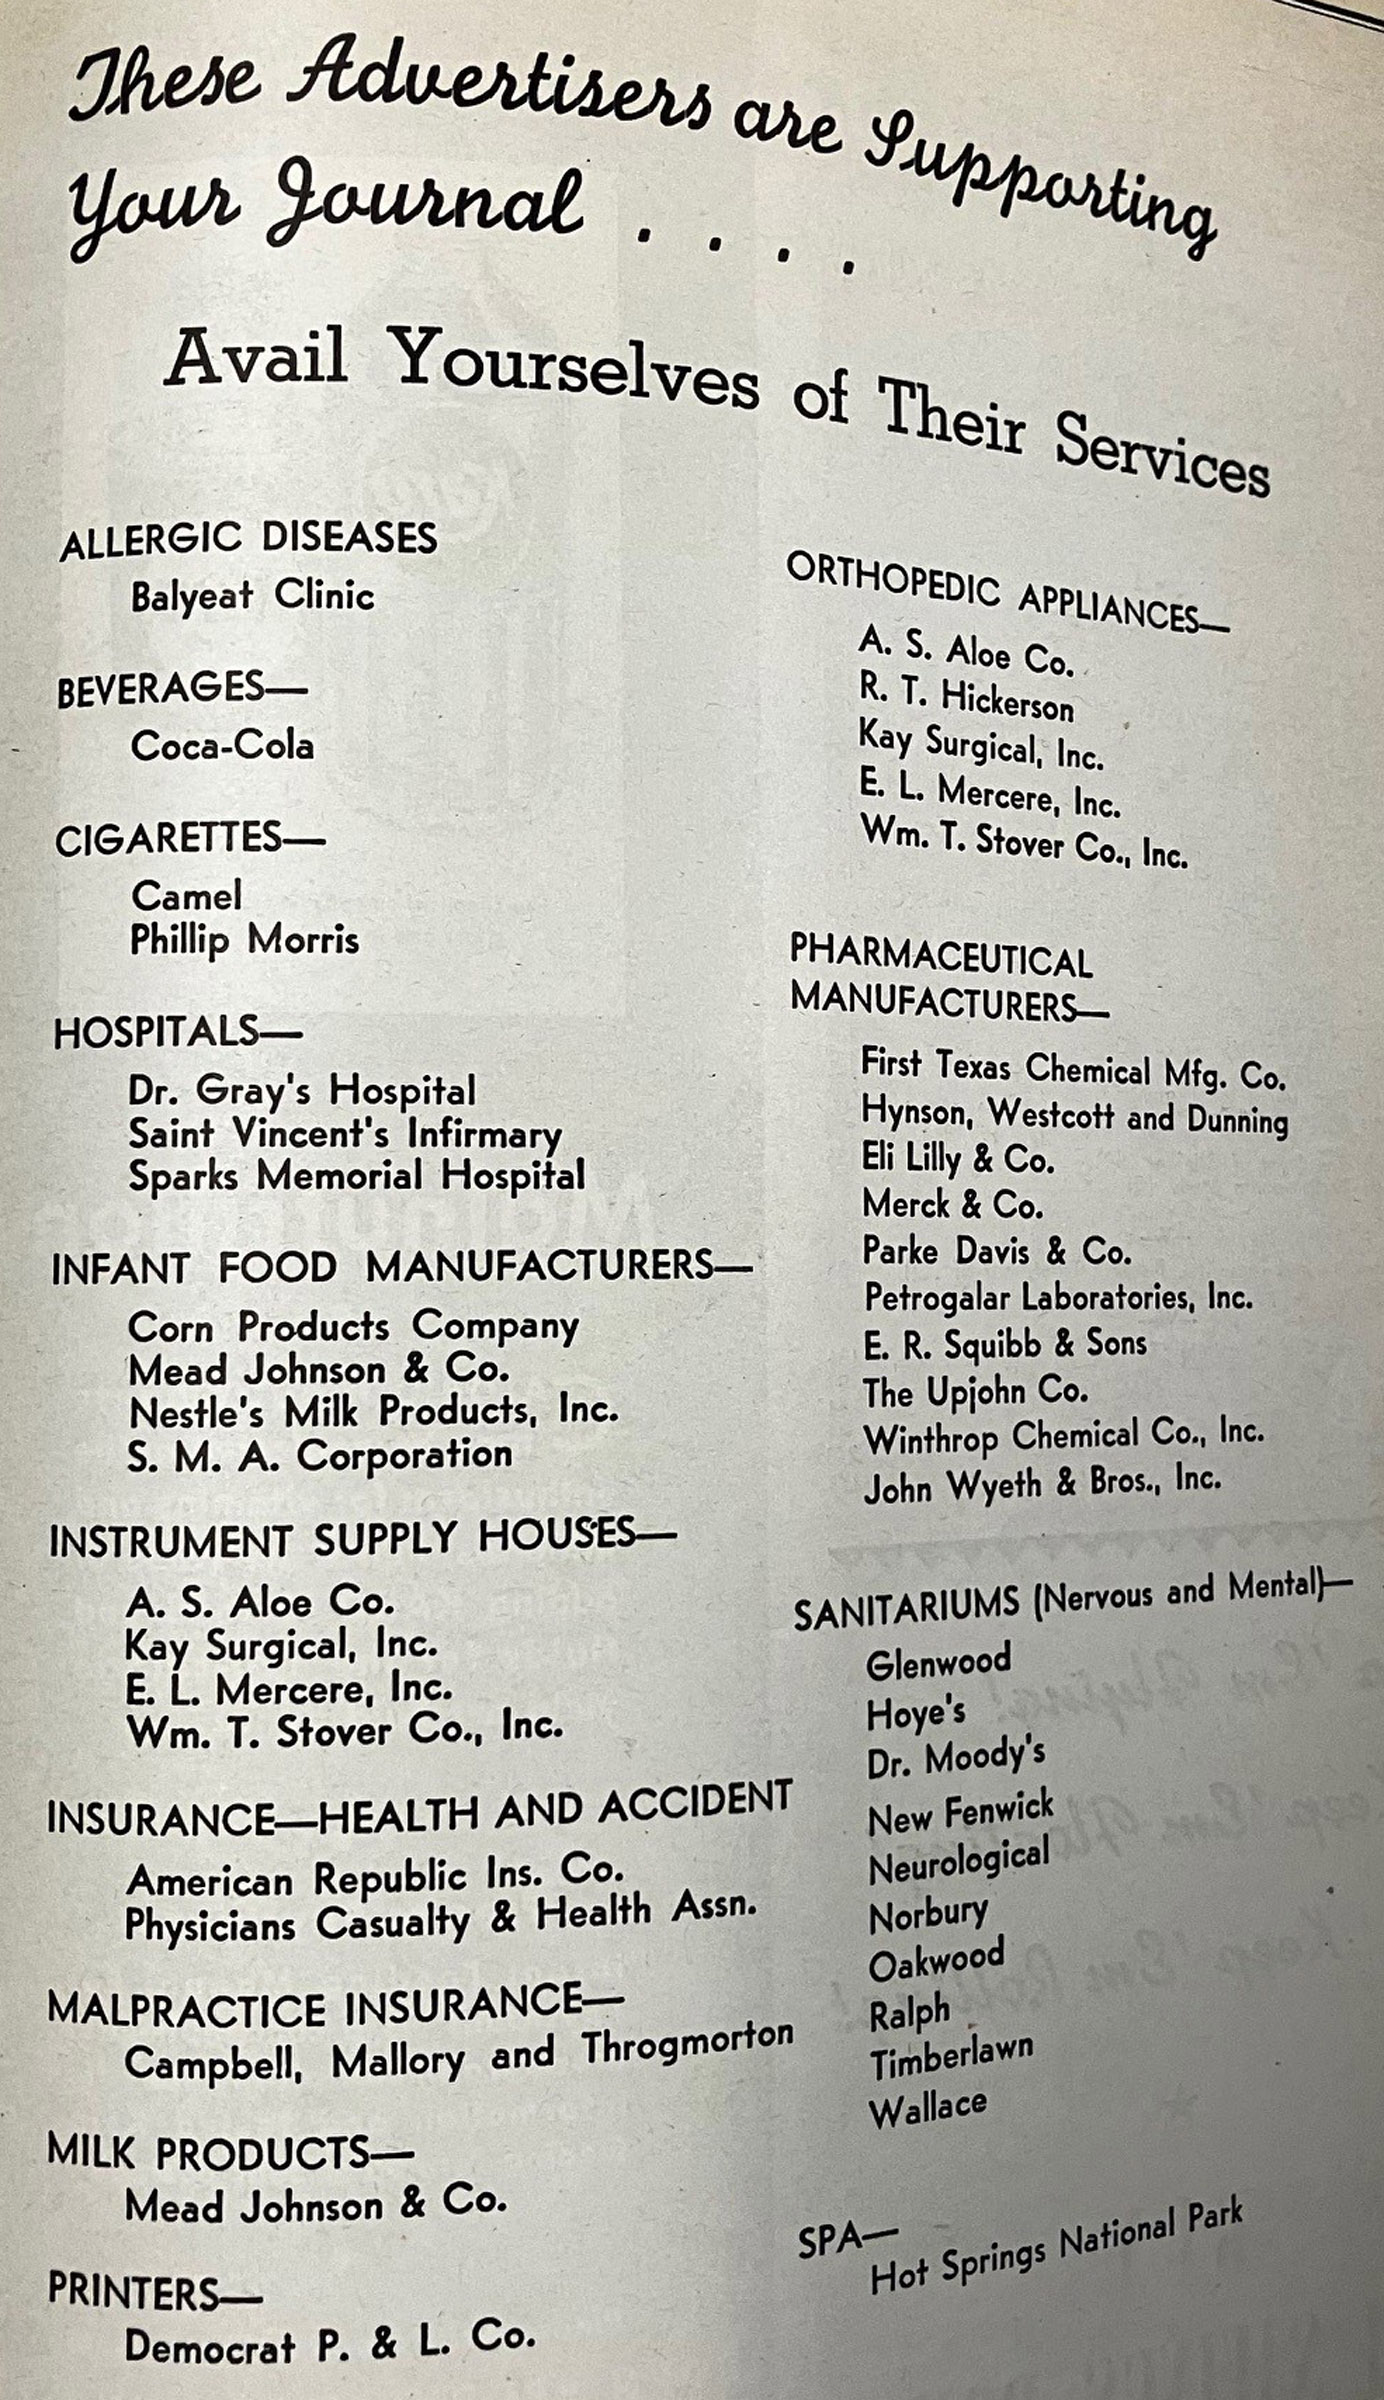 These Advertisers are Supporting
Your Journal . . . .
Avail Yourselves of Their Services
ALLERGIC DISEASES
Balyeat Clinic
BEVERAGES—
Coca-Cola
CIGARETTES—
Camel
Phillip Morris
HOSPITALS—
Dr. Gray's Hospital
Saint Vincent's Infirmary
Sparks Memorial Hospital
INFANT FOOD MANUFACTURERS—
Corn Products Company
Mead Johnson & Co.
Nestle's Milk Products, Inc.
S. M. A. Corporation
INSTRUMENT SUPPLY HOUSES—
A. S. Aloe Co.
Kay Surgical, Inc.
E. L. Mercere, Inc.
Wm. T. Stover Co., Inc.
INSURANCE—HEALTH AND ACCIDENT
American Republic Ins. Co.
Physicians Casualty & Health Assn.
MALPRACTICE INSURANCE—
Campbell, Mallory and Throgmorton
MILK PRODUCTS—
Mead Johnson & Co.
PRINTERS—
Democrat P. & L. Co.
ORTHOPEDIC APPLIANCES—
A. S. Aloe Co.
R. T. Hickerson
Kay Surgical, Inc.
E. L. Mercere, Inc.
Wm. T. Stover Co., Inc.
PHARMACEUTICAL
MANUFACTURERS—
First Texas Chemical Mfg. Co.
Hynson, Westcott and Dunning
Eli Lilly & Co.
Merck & Co.
Parke Davis & Co.
Petrogalar Laboratories, Inc.
E. R. Squibb & Sons
The Upjohn Co.
Winthrop Chemical Co., Inc.
John Wyeth & Bros., Inc.
SANITARIUMS (Nervous and Mental)—
Glenwood
Hoye's
Dr. Moody's
New Fenwick
Neurological
Norbury
Oakwood
Ralph
Timberlawn
Wallace
SPA—
Hot Springs National Park